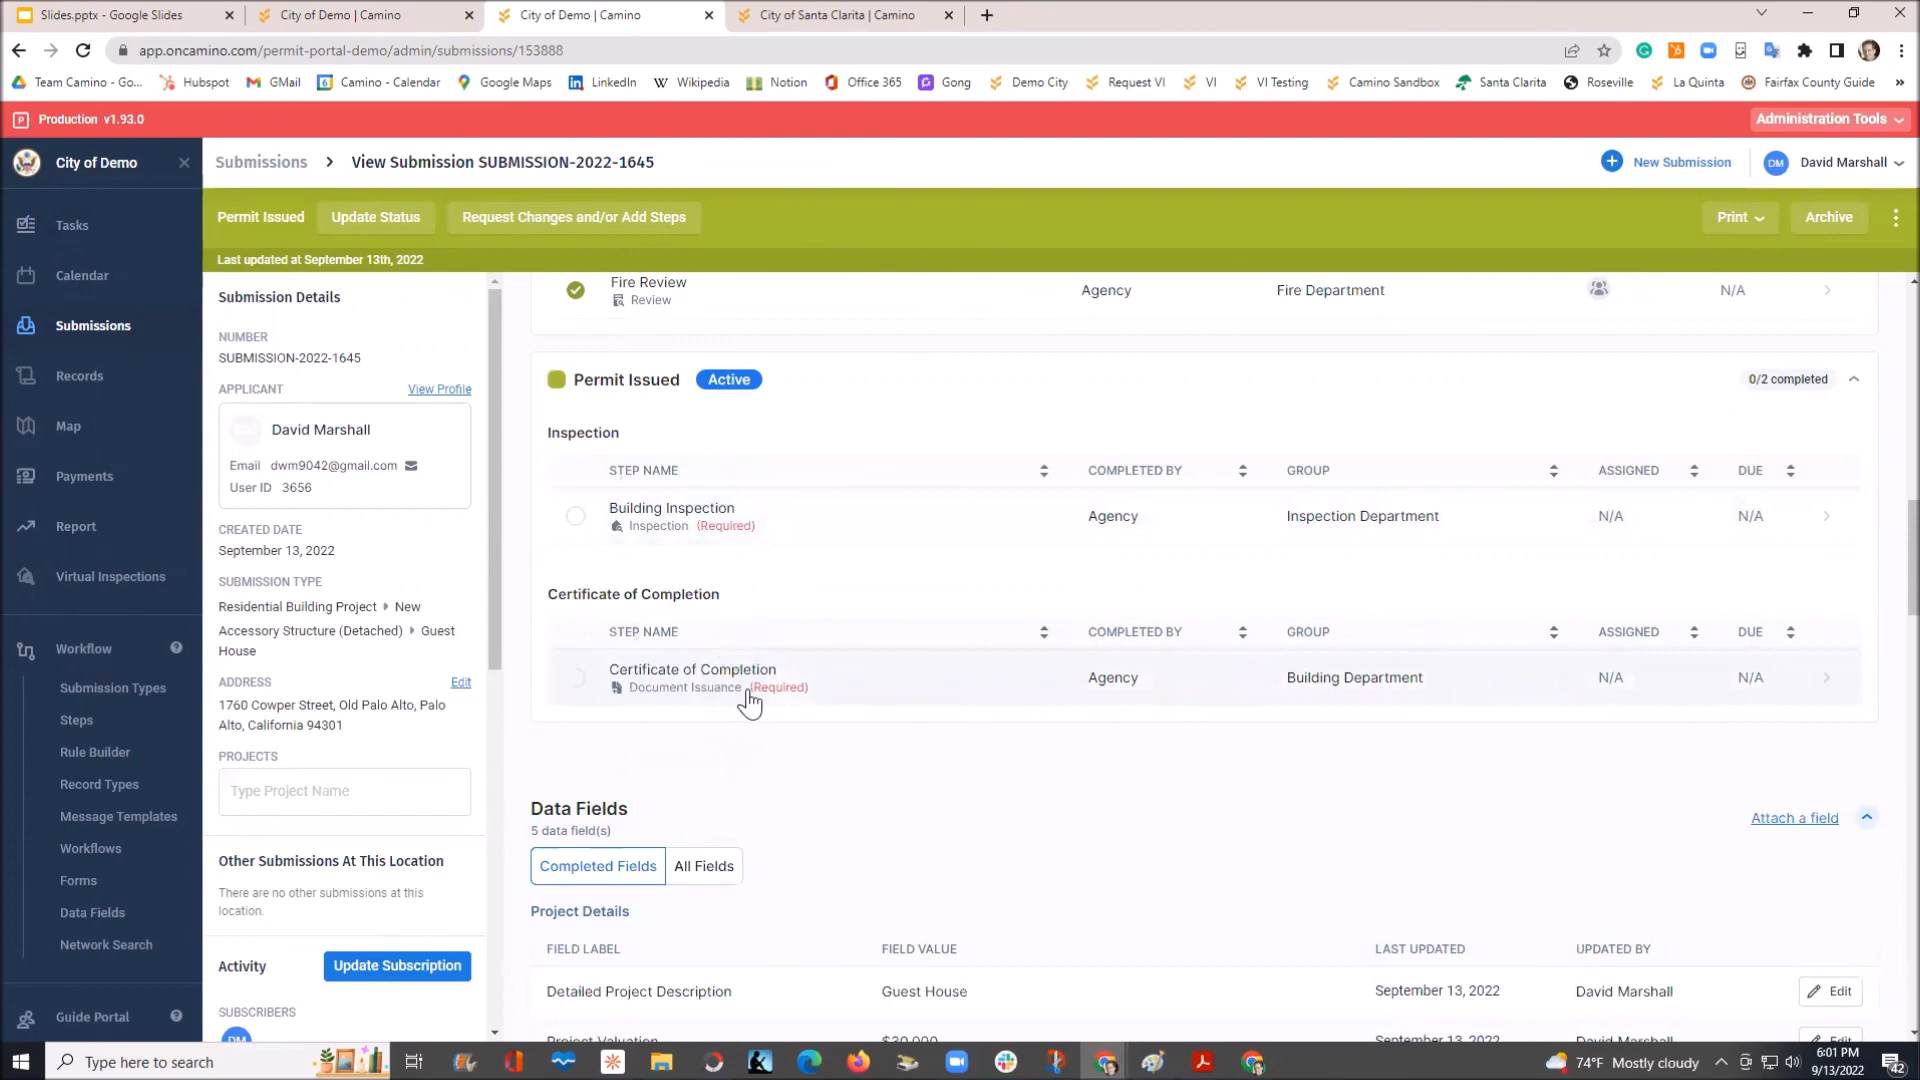 Slides.pptx - Google Slides
City of Demo | Camino
City of Demo | Camino
City of Santa Clarita | Camino
app.oncamino.com/permit-portal-demo/admin/submissions/153888
Team Camino - Go...
Hubspot
GMail
Camino - Calendar
Google Maps
LinkedIn
Wikipedia
Notion
Office 365
Gong
Demo City
Request VI
VI
VI Testing
Camino Sandbox
Santa Clarita
Roseville
La Quinta
Fairfax County Guide
Production v1.93.0
Administration Tools
City of Demo
Submissions
View Submission SUBMISSION-2022-1645
New Submission
DM
David Marshall
Permit Issued
Update Status
Request Changes and/or Add Steps
Print
Archive
Last updated at September 13th, 2022
Tasks
Calendar
Submissions
Records
Map
Payments
Report
Virtual Inspections
Workflow
Submission Types
Steps
Rule Builder
Record Types
Message Templates
Workflows
Forms
Data Fields
Network Search
Guide Portal
Submission Details
NUMBER
SUBMISSION-2022-1645
APPLICANT
View Profile
David Marshall
Email dwm9042@gmail.com
User ID 3656
CREATED DATE
September 13, 2022
SUBMISSION TYPE
Residential Building Project New
Accessory Structure (Detached) Guest
House
ADDRESS
Edit
1760 Cowper Street, Old Palo Alto, Palo
Alto, California 94301
PROJECTS
Type Project Name
Other Submissions At This Location
There are no other submissions at this
location.
Activity
Update Subscription
SUBSCRIBERS
DM
Fire Review
Review
Agency
Fire Department
N/A
Permit Issued
Active
0/2 completed
Inspection
STEP NAME
COMPLETED BY
GROUP
ASSIGNED
DUE
Building Inspection
Inspection (Required)
Agency
Inspection Department
N/A
N/A
Certificate of Completion
STEP NAME
COMPLETED BY
GROUP
ASSIGNED
DUE
Certificate of Completion
Document Issuance (Required)
Agency
Building Department
N/A
N/A
Data Fields
5 data field(s)
Attach a field
Completed Fields
All Fields
Project Details
FIELD LABEL
FIELD VALUE
LAST UPDATED
UPDATED BY
Detailed Project Description
Guest House
September 13, 2022
David Marshall
Edit
Project Valuation
$30,000
September 13, 2022
David Marshall
Edit
Type here to search
74°F Mostly cloudy
6:01 PM
9/13/2022
42